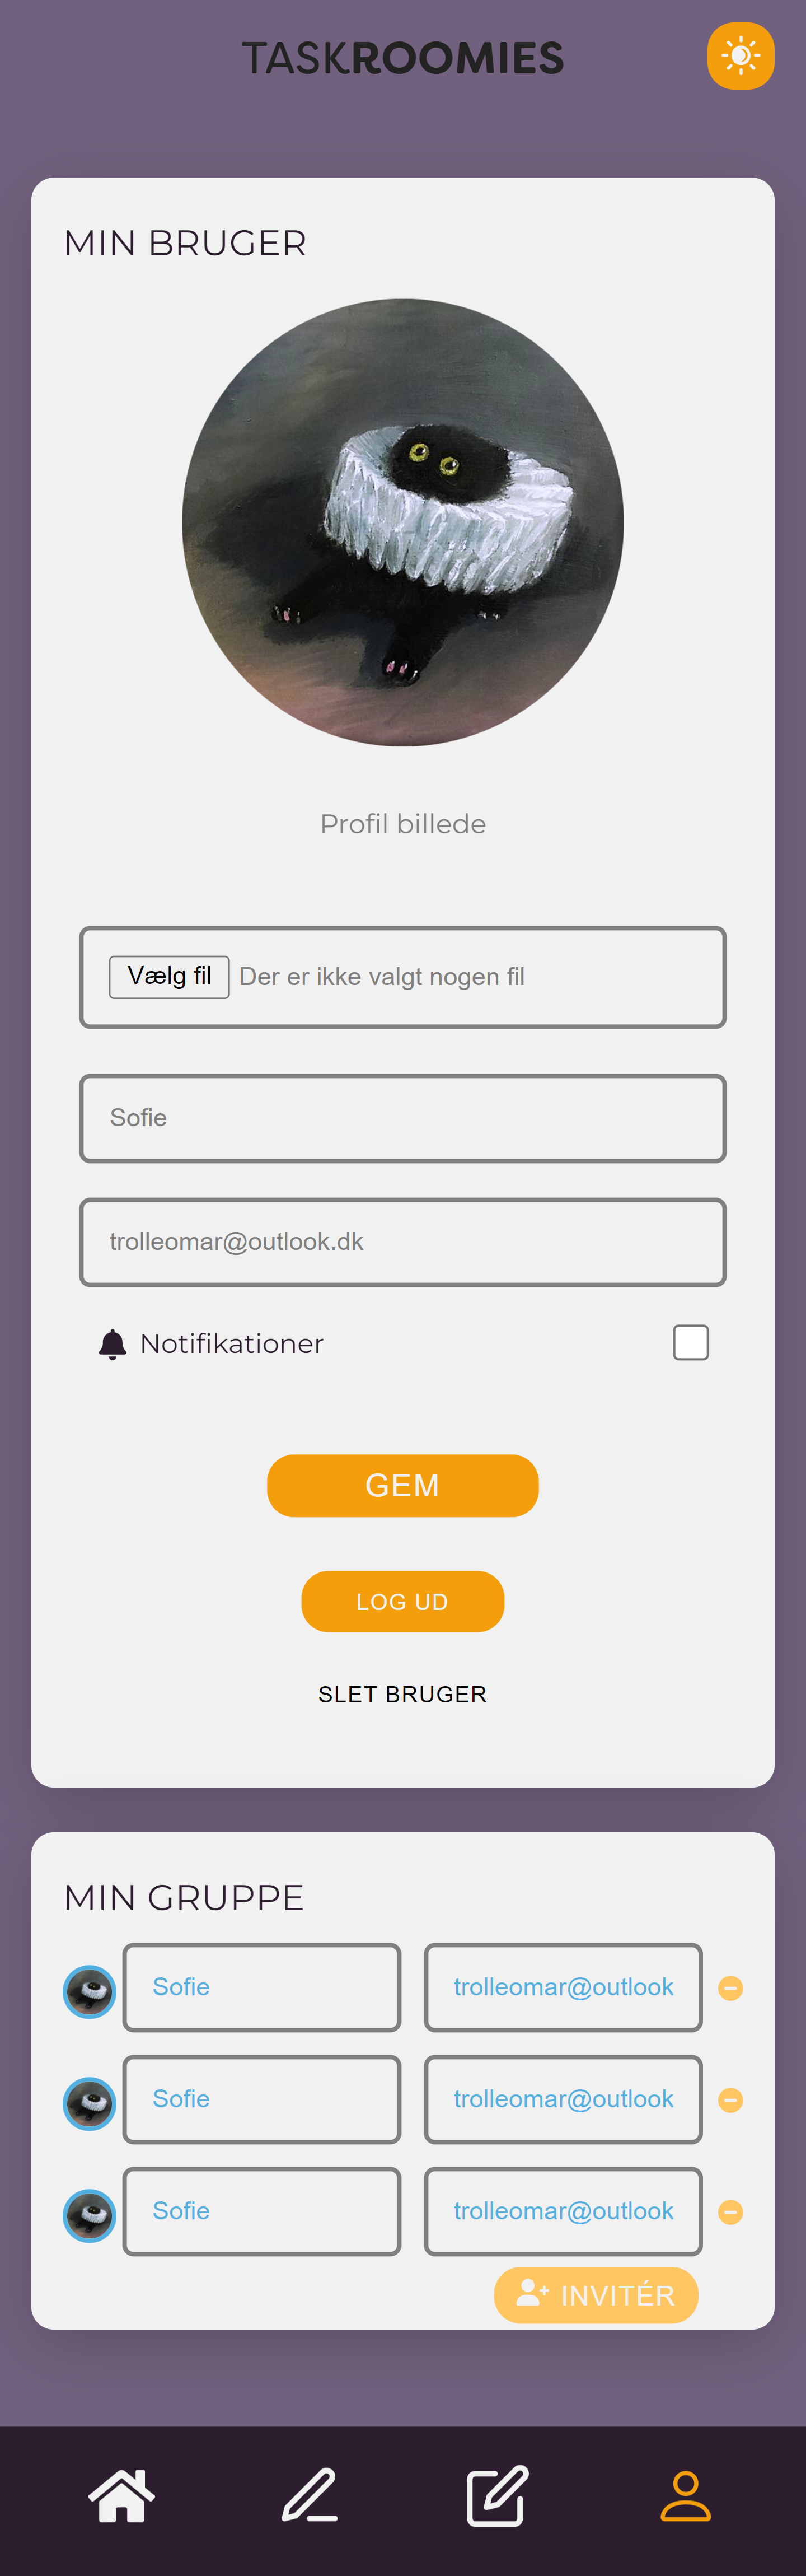 TASKROOMIES
MIN BRUGER
Profil billede
Vælg fil Der er ikke valgt nogen fil
Sofie
trolleomar@outlook.dk
Notifikationer
GEM
LOG UD
SLET BRUGER
MIN GRUPPE
Sofie trolleomar@outlook
Sofie trolleomar@outlook
Sofie trolleomar@outlook
INVITÉR